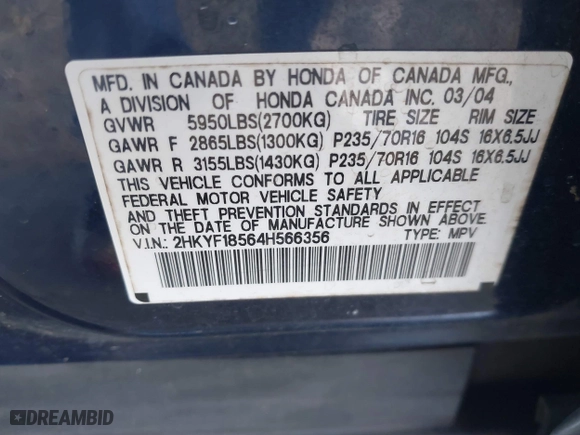 MFD. IN CANADA BY HONDA OF CANADA MFG.,
A DIVISION OF HONDA CANADA INC. 03/04
GVWR 5950LBS(2700KG) TIRE SIZE RIM SIZE
GAWR F 2865LBS(1300KG) P235/70R16 104S 16X6.5JJ
GAWR R 3155LBS(1430KG) P235/70R16 104S 16X6.5JJ
THIS VEHICLE CONFORMS TO ALL APPLICABLE
FEDERAL MOTOR VEHICLE SAFETY
AND THEFT PREVENTION STANDARDS IN EFFECT
ON THE DATE OF MANUFACTURE SHOWN ABOVE.
V.I.N.: 2HKYF18564H566356 TYPE: MPV
DREAMBID